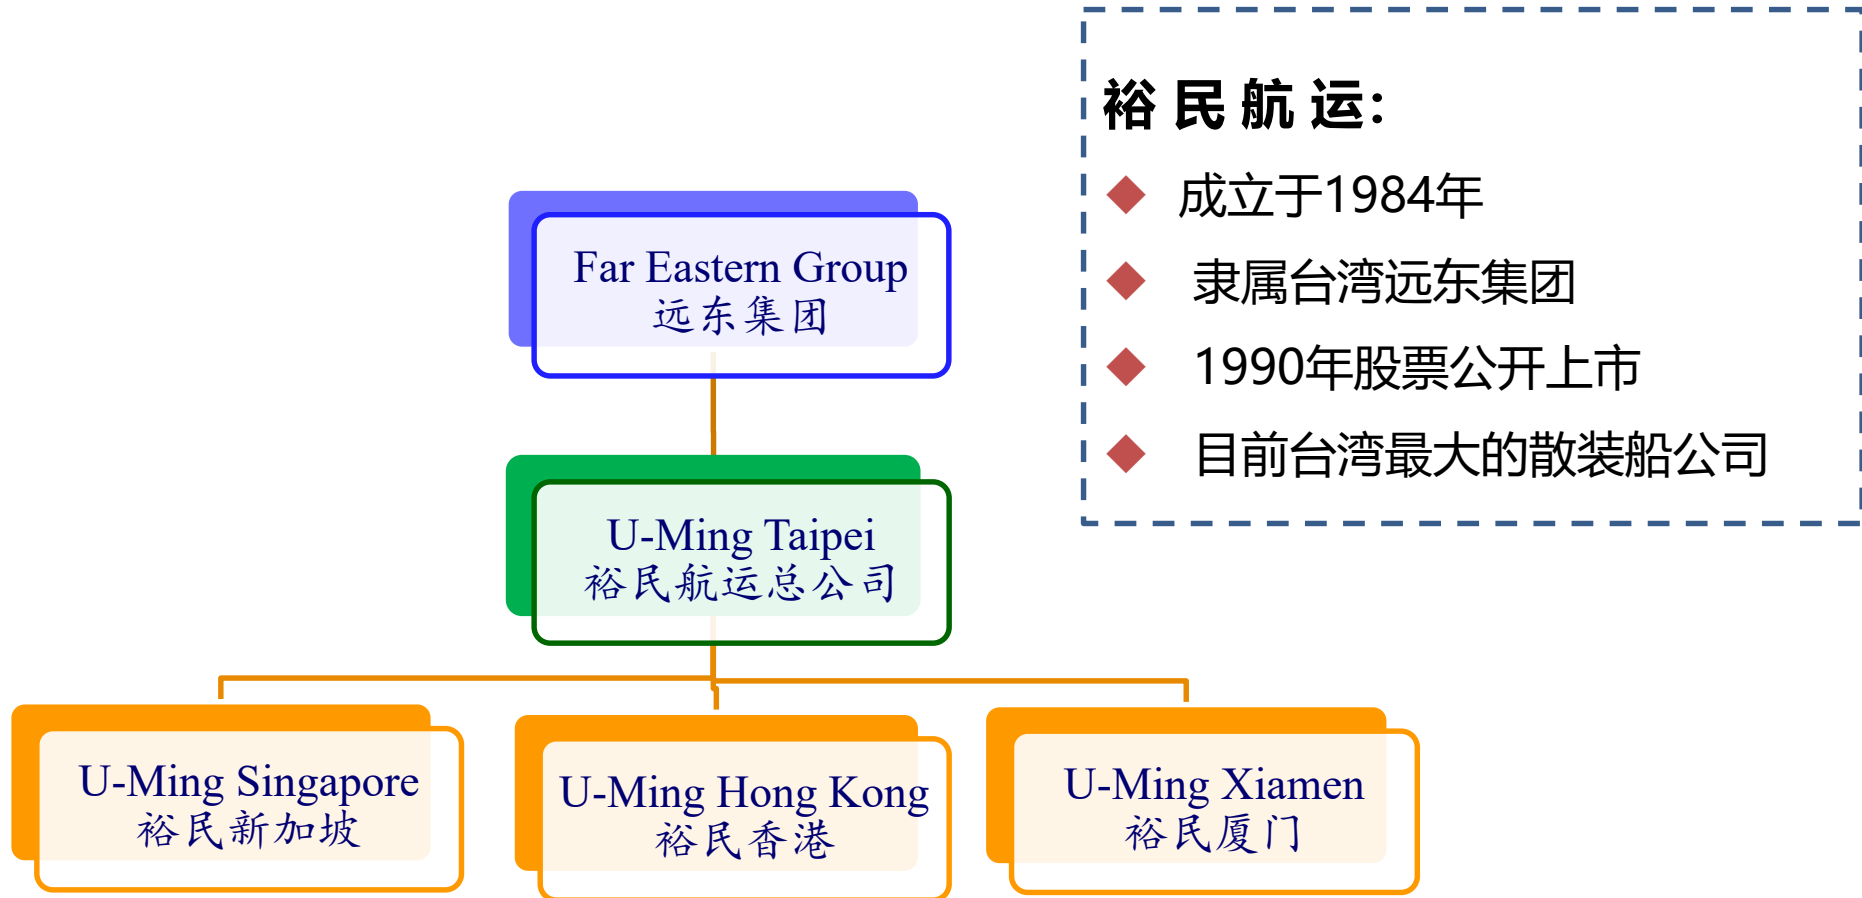 裕民航运:
成立于1984年
隶属台湾远东集团
1990年股票公开上市
目前台湾最大的散装船公司
Far Eastern Group
远东集团
U-Ming Taipei
裕民航运总公司
U-Ming Singapore
裕民新加坡
U-Ming Hong Kong
裕民香港
U-Ming Xiamen
裕民厦门